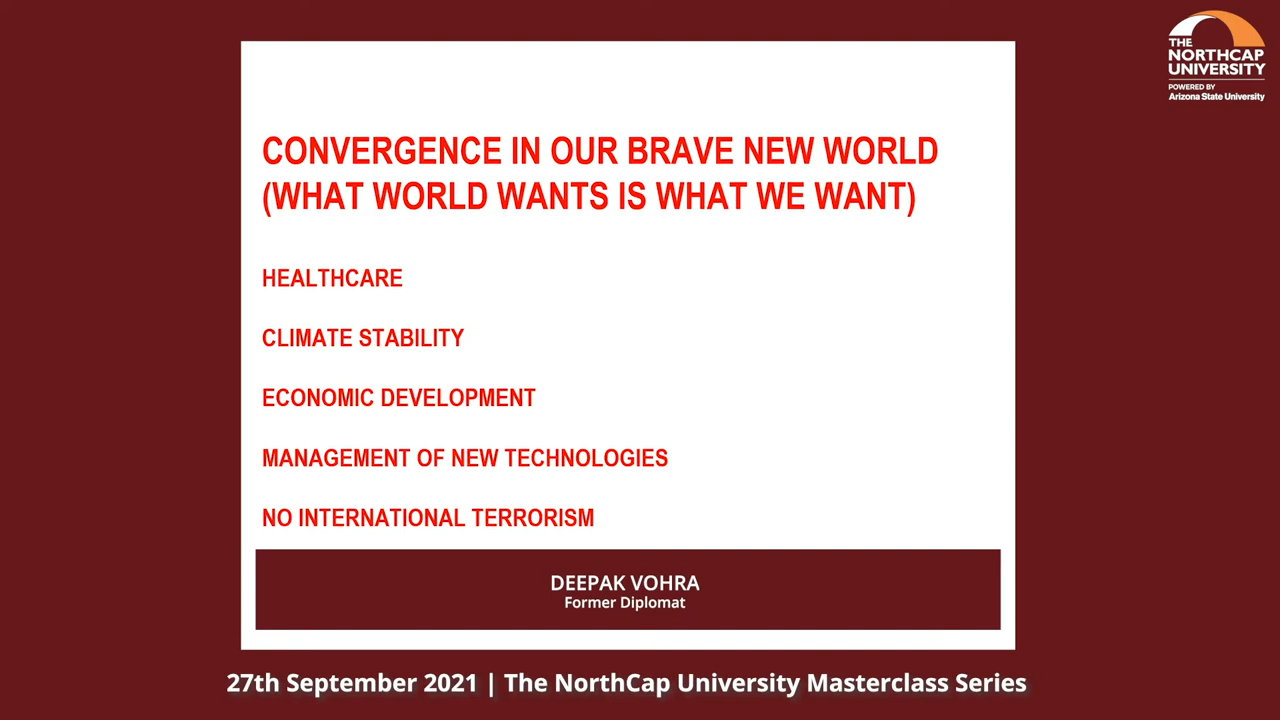 THE
NORTHCAP
UNIVERSITY
POWERED BY
Arizona State University
CONVERGENCE IN OUR BRAVE NEW WORLD
(WHAT WORLD WANTS IS WHAT WE WANT)
HEALTHCARE
CLIMATE STABILITY
ECONOMIC DEVELOPMENT
MANAGEMENT OF NEW TECHNOLOGIES
NO INTERNATIONAL TERRORISM
DEEPAK VOHRA
Former Diplomat
27th September 2021 | The NorthCap University Masterclass Series